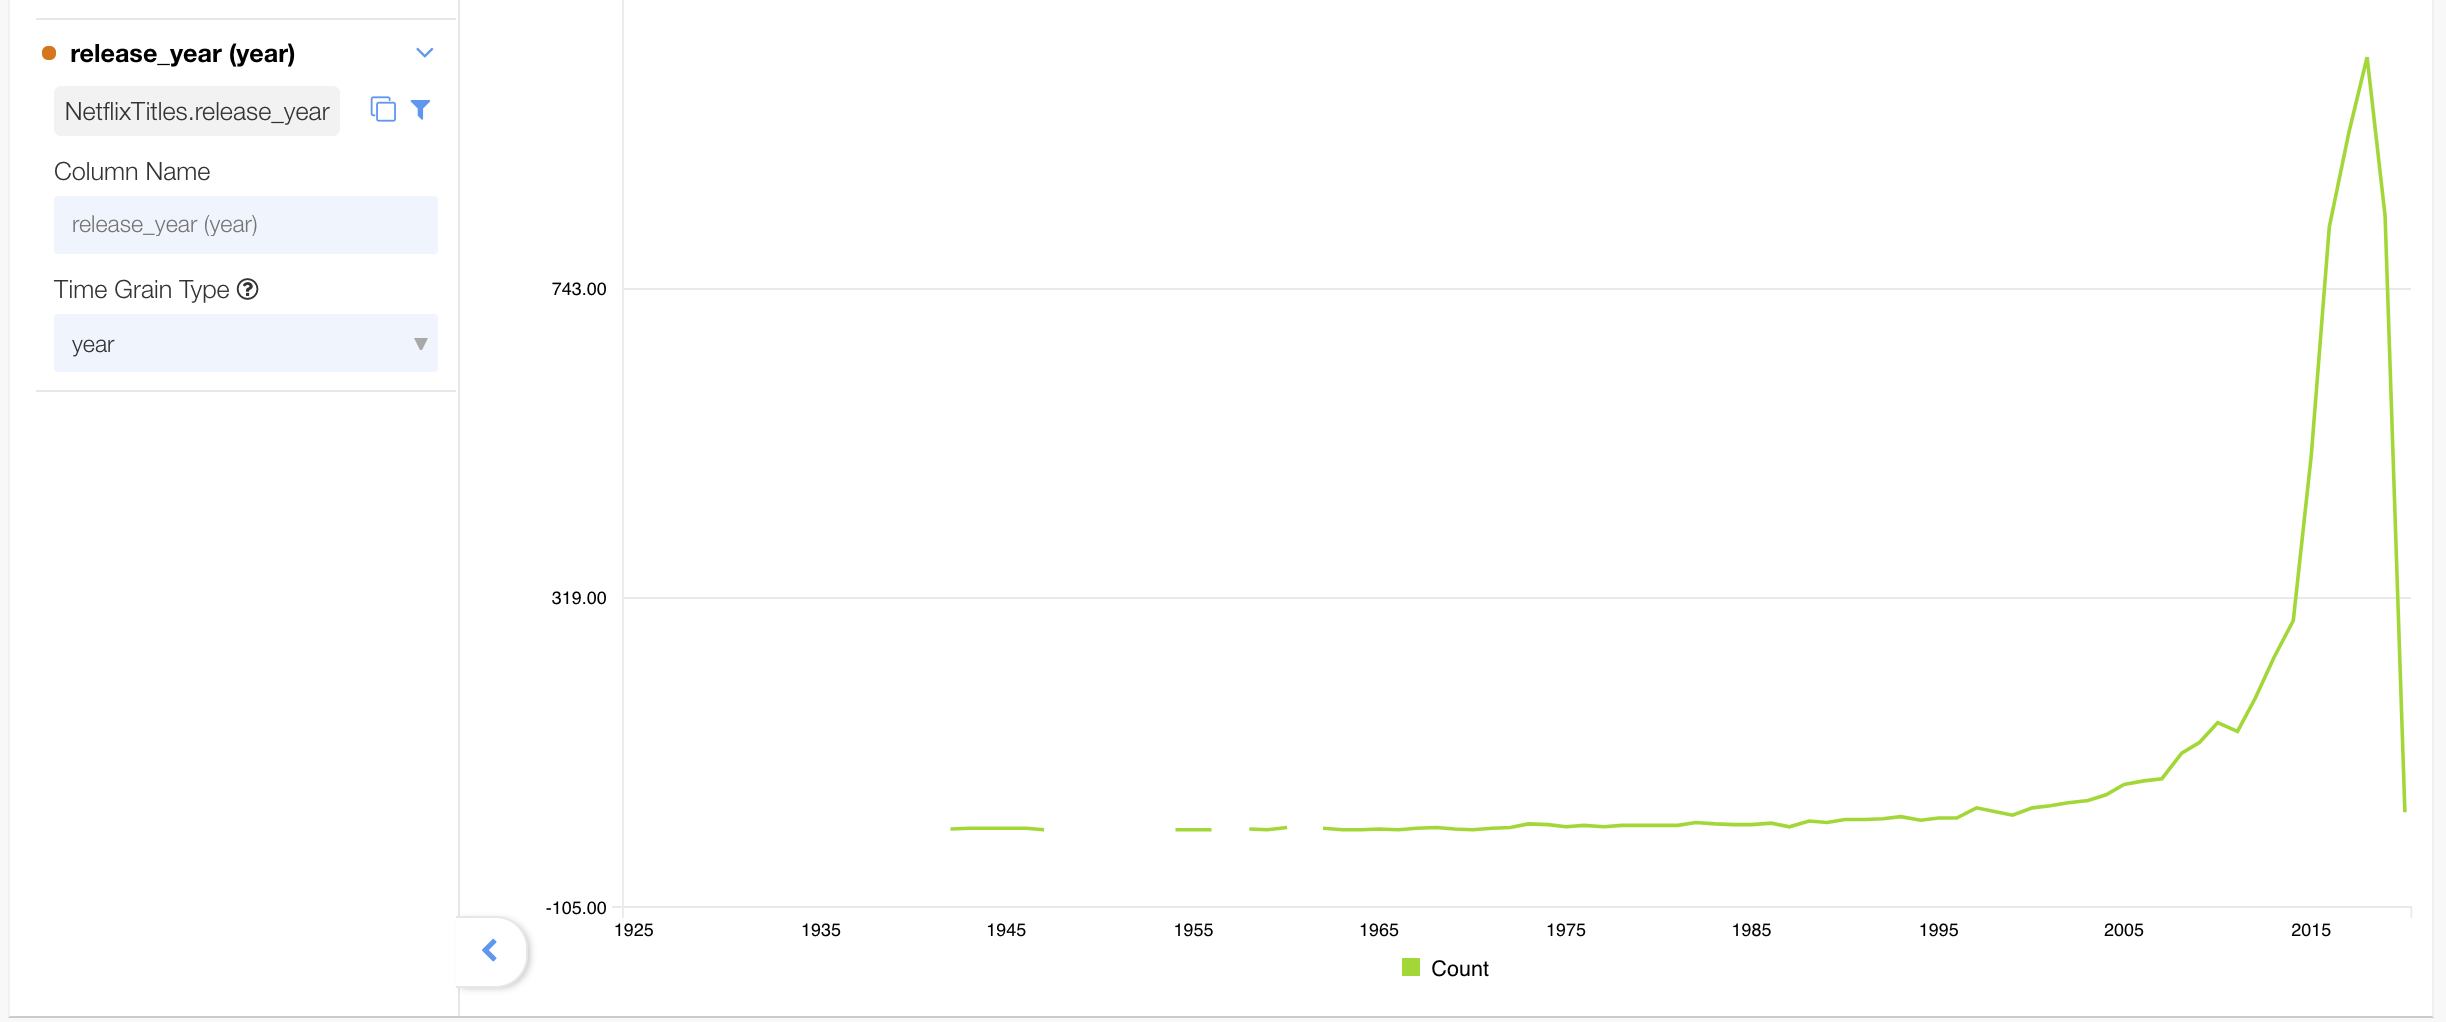 release_year (year)
NetflixTitles.release_year
Column Name
release_year (year)
Time Grain Type ?
year
743.00
319.00
-105.00
1925 1935 1945 1955 1965 1975 1985 1995 2005 2015
Count